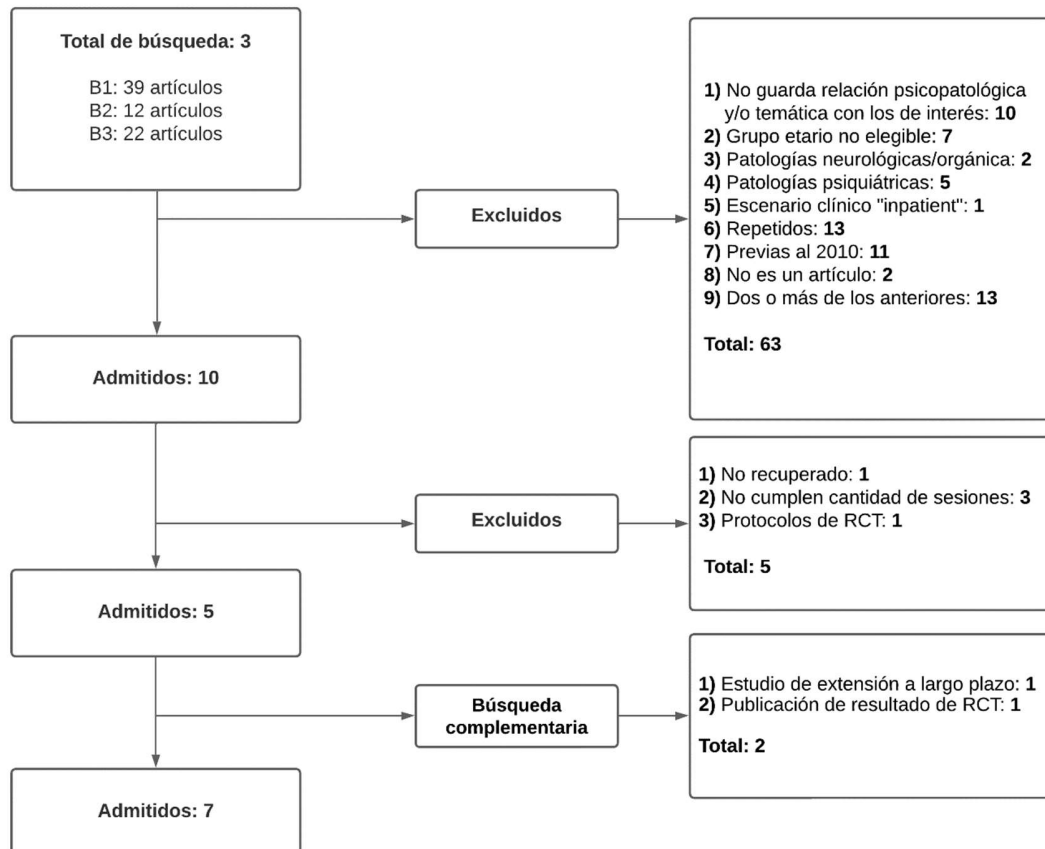 Total de búsqueda: 3
B1: 39 artículos
B2: 12 artículos
B3: 22 artículos
Excluidos
1) No guarda relación psicopatológica
y/o temática con los de interés: 10
2) Grupo etario no elegible: 7
3) Patologías neurológicas/orgánica: 2
4) Patologías psiquiátricas: 5
5) Escenario clínico "inpatient": 1
6) Repetidos: 13
7) Previas al 2010: 11
8) No es un artículo: 2
9) Dos o más de los anteriores: 13
Total: 63
Admitidos: 10
Excluidos
1) No recuperado: 1
2) No cumplen cantidad de sesiones: 3
3) Protocolos de RCT: 1
Total: 5
Admitidos: 5
Búsqueda
complementaria
1) Estudio de extensión a largo plazo: 1
2) Publicación de resultado de RCT: 1
Total: 2
Admitidos: 7